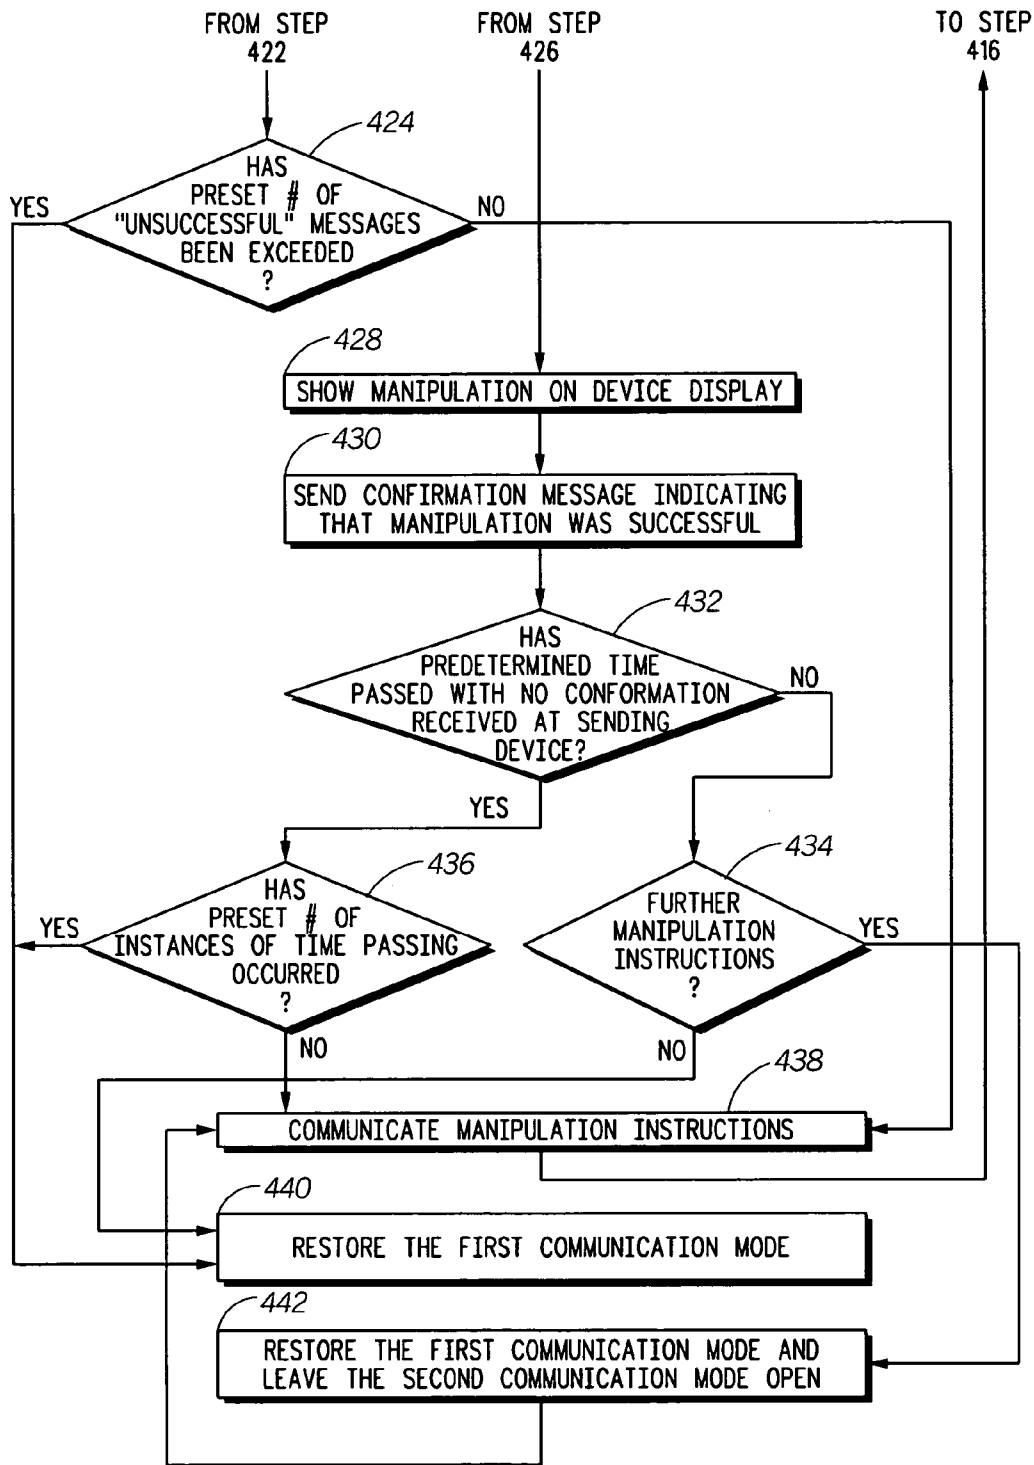 FROM STEP
422
FROM STEP
426
TO STEP
416
424
HAS
PRESET # OF
"UNSUCCESSFUL" MESSAGES
BEEN EXCEEDED
?
YES
NO
428
SHOW MANIPULATION ON DEVICE DISPLAY
430
SEND CONFIRMATION MESSAGE INDICATING
THAT MANIPULATION WAS SUCCESSFUL
432
HAS
PREDETERMINED TIME
PASSED WITH NO CONFORMATION
RECEIVED AT SENDING
DEVICE?
NO
YES
436
HAS
PRESET # OF
INSTANCES OF TIME PASSING
OCCURRED
?
YES
NO
434
FURTHER
MANIPULATION
INSTRUCTIONS
?
YES
NO
438
COMMUNICATE MANIPULATION INSTRUCTIONS
440
RESTORE THE FIRST COMMUNICATION MODE
442
RESTORE THE FIRST COMMUNICATION MODE AND
LEAVE THE SECOND COMMUNICATION MODE OPEN